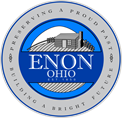 PRESERVING A PROUD PAST
ENON
OHIO
BUILDING A BRIGHT FUTURE